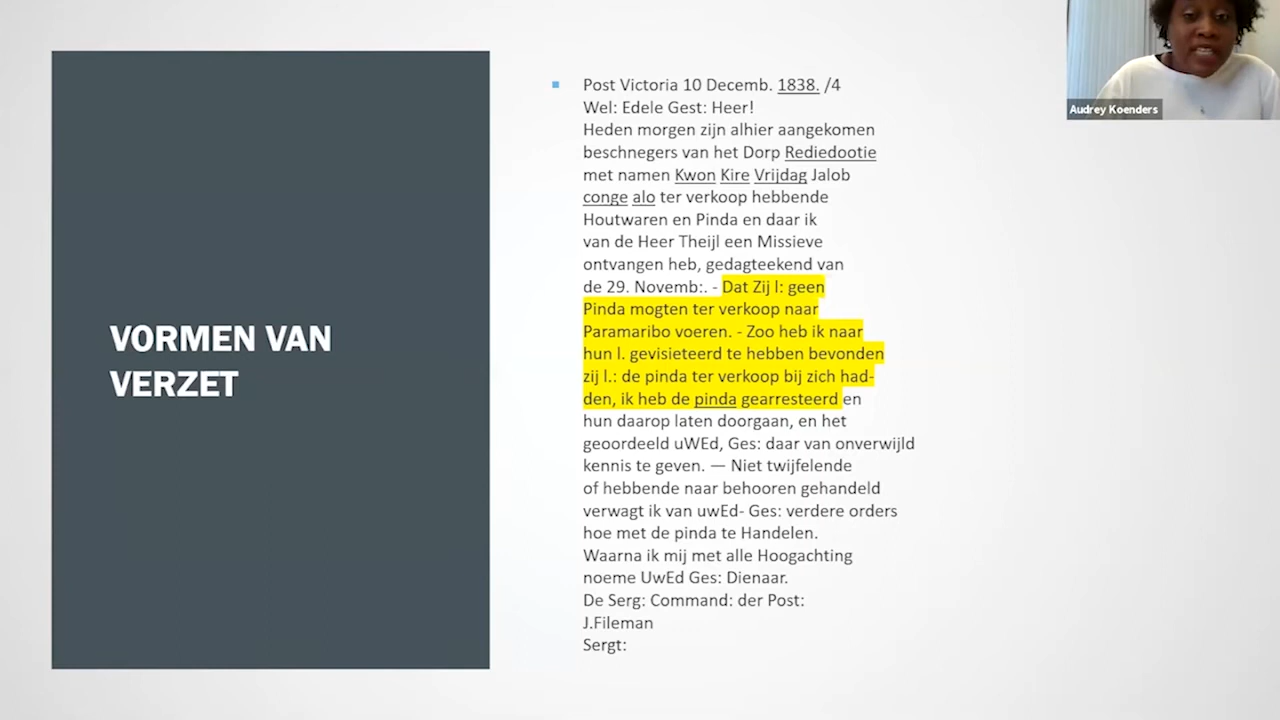 VORMEN VAN
VERZET
Post Victoria 10 Decemb. 1838. /4
Wel: Edele Gest: Heer!
Heden morgen zijn alhier aangekomen
beschnegers van het Dorp Rediedootie
met namen Kwon Kire Vrijdag Jalob
conge alo ter verkoop hebbende
Houtwaren en Pinda en daar ik
van de Heer Theijl een Missieve
ontvangen heb, gedagteekend van
de 29. Novemb:. - Dat Zij l: geen
Pinda mogten ter verkoop naar
Paramaribo voeren. - Zoo heb ik naar
hun l. gevisieteerd te hebben bevonden
zij l.: de pinda ter verkoop bij zich had-
den, ik heb de pinda gearresteerd en
hun daarop laten doorgaan, en het
geoordeeld uWEd, Ges: daar van onverwijld
kennis te geven. — Niet twijfelende
of hebbende naar behooren gehandeld
verwagt ik van uwEd- Ges: verdere orders
hoe met de pinda te Handelen.
Waarna ik mij met alle Hoogachting
noeme UwEd Ges: Dienaar.
De Serg: Command: der Post:
J.Fileman
Sergt:
Audrey Koenders